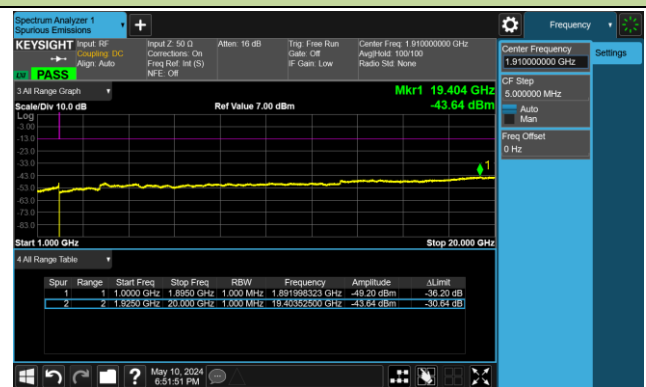 Spectrum Analyzer 1
Spurious Emissions
Frequency
KEYSIGHT
Input: RF
Coupling: DC
Align: Auto
Input Z: 50 Ω
Corrections: On
Freq Ref: Int (S)
NFE: Off
Atten: 16 dB
Trig: Free Run
Gate: Off
IF Gain: Low
Center Freq: 1.910000000 GHz
Avg|Hold: 100/100
Radio Std: None
PASS
Center Frequency
1.910000000 GHz
Settings
CF Step
5.000000 MHz
Auto
Man
Freq Offset
0 Hz
3 All Range Graph
Mkr1 19.404 GHz
Scale/Div 10.0 dB
Ref Value 7.00 dBm
-43.64 dBm
Log
-3.00
-13.0
-23.0
-33.0
-43.0
-53.0
-63.0
-73.0
-83.0
1
Start 1.000 GHz
Stop 20.000 GHz
4 All Range Table
Spur Range Start Freq Stop Freq RBW Frequency Amplitude ΔLimit
1 1 1.0000 GHz 1.8950 GHz 1.000 MHz 1.891998323 GHz -49.20 dBm -36.20 dB
2 2 1.9250 GHz 20.000 GHz 1.000 MHz 19.40352500 GHz -43.64 dBm -30.64 dB
?
May 10, 2024
6:51:51 PM